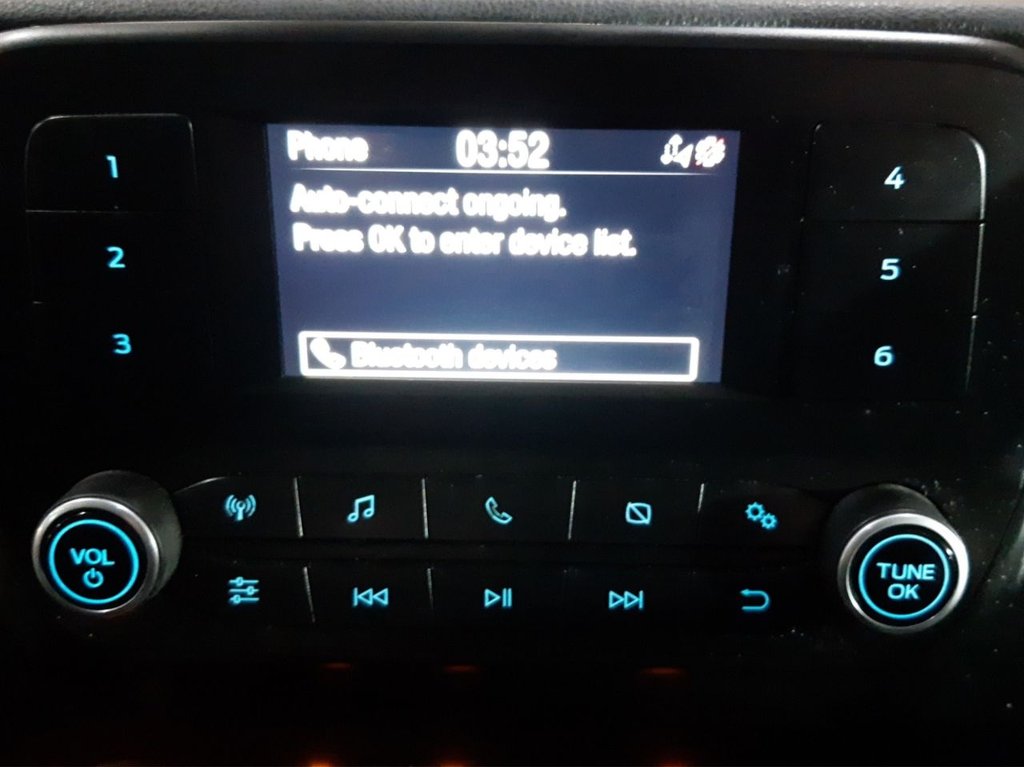 Phone 03:52
Auto-connect ongoing.
Press OK to enter device list.
Bluetooth devices
1
2
3
4
5
6
VOL
TUNE
OK